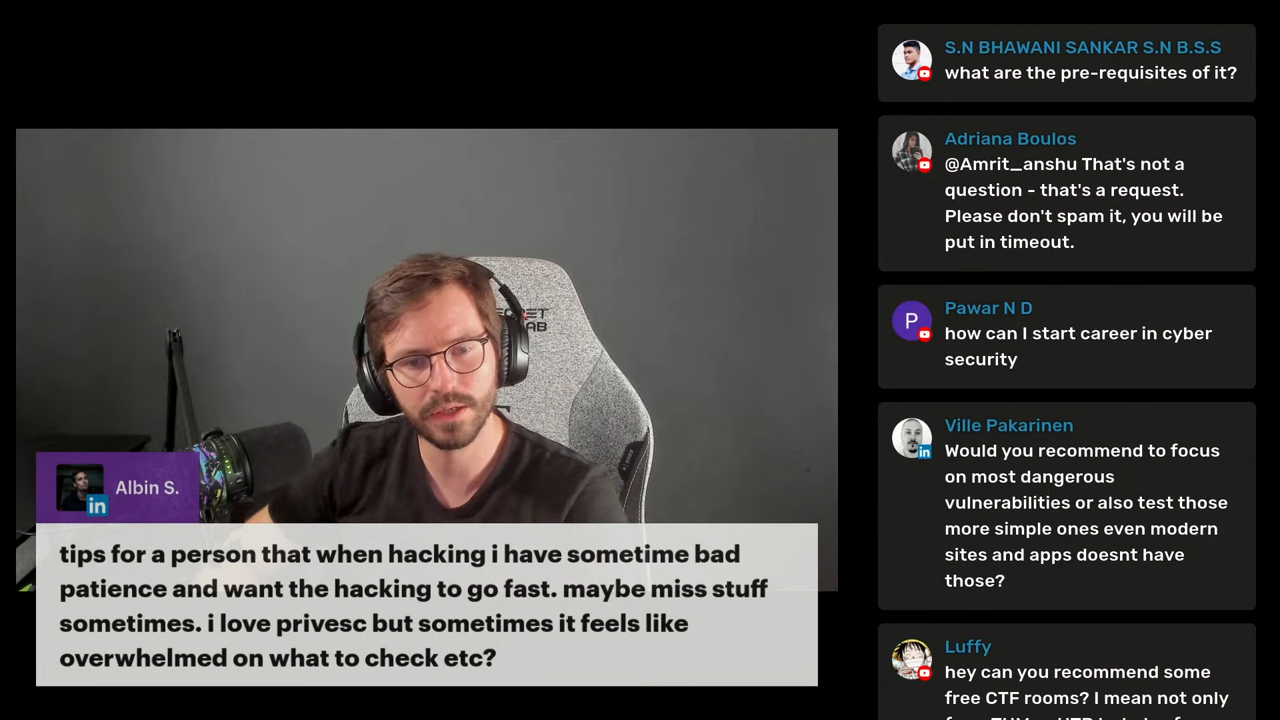 SECRET
LAB
Albin S.
in
tips for a person that when hacking i have sometime bad
patience and want the hacking to go fast. maybe miss stuff
sometimes. i love privesc but sometimes it feels like
overwhelmed on what to check etc?
S.N BHAWANI SANKAR S.N B.S.S
what are the pre-requisites of it?
Adriana Boulos
@Amrit_anshu That's not a
question - that's a request.
Please don't spam it, you will be
put in timeout.
P
Pawar N D
how can I start career in cyber
security
Ville Pakarinen
in
Would you recommend to focus
on most dangerous
vulnerabilities or also test those
more simple ones even modern
sites and apps doesnt have
those?
Luffy
hey can you recommend some
free CTF rooms? I mean not only